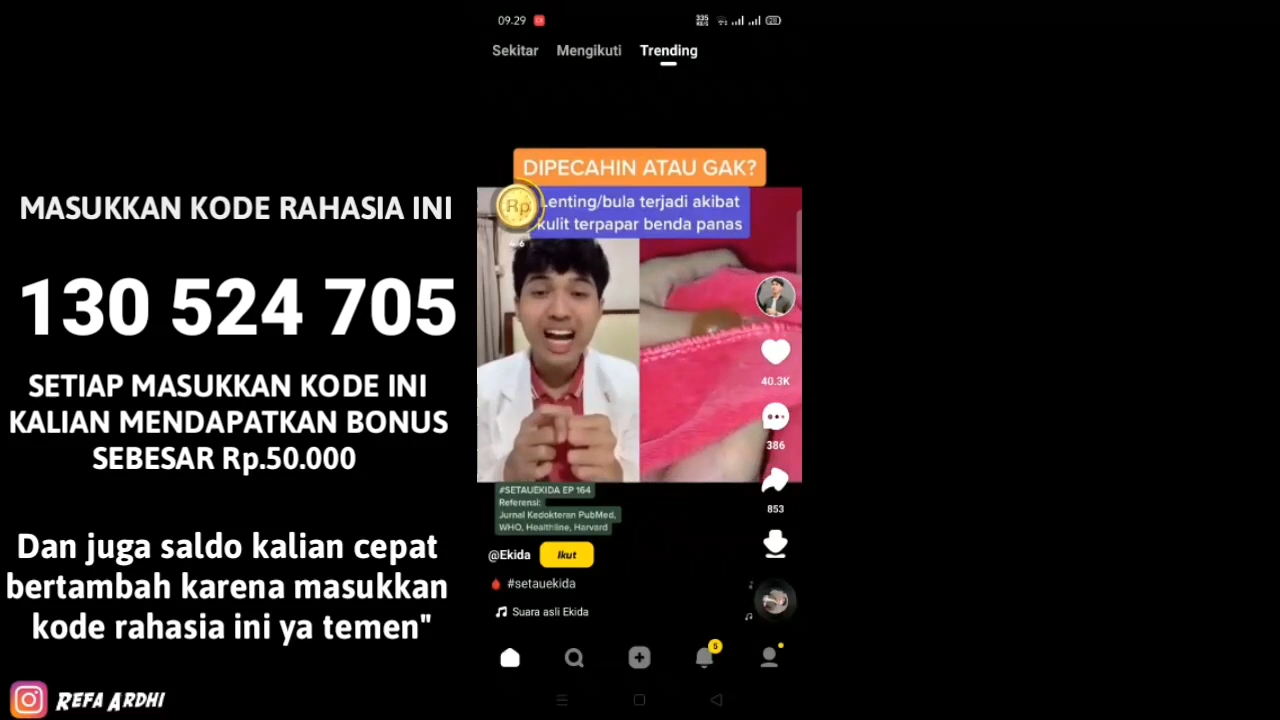 MASUKKAN KODE RAHASIA INI
130 524 705
SETIAP MASUKKAN KODE INI
KALIAN MENDAPATKAN BONUS
SEBESAR Rp.50.000
Dan juga saldo kalian cepat
bertambah karena masukkan
kode rahasia ini ya temen"
REFA ARDHI
09.29
335
KB/S
20
Sekitar Mengikuti Trending
DIPECAHIN ATAU GAK?
Lenting/bula terjadi akibat
kulit terpapar benda panas
Rp
40.3K
386
853
#SETAUEKIDA EP 164
Referensi:
Jurnal Kedokteran PubMed,
WHO, Healthline, Harvard
@Ekida Ikut
#setauekida
Suara asli Ekida
5